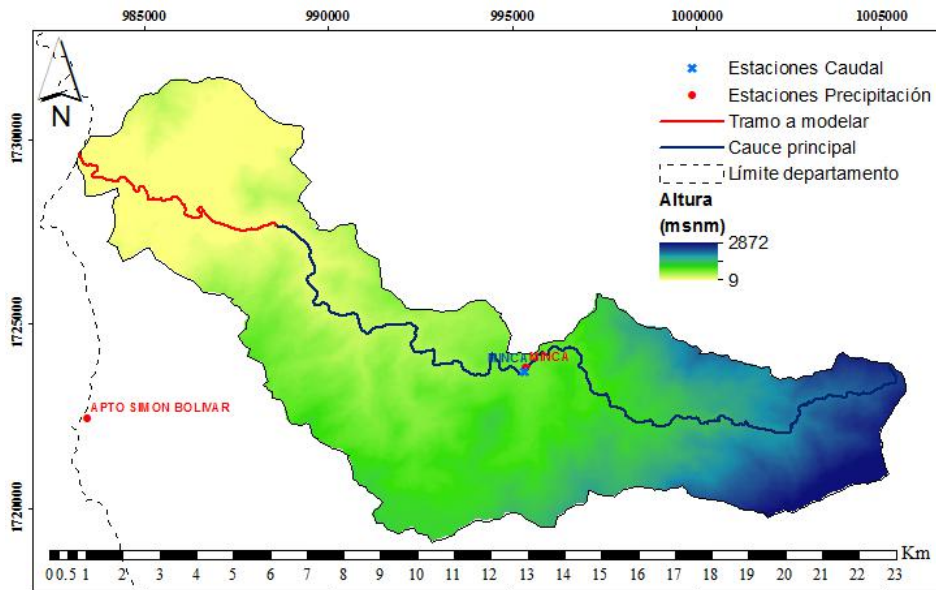 985000 990000 995000 1000000 1005000
N
Estaciones Caudal
Estaciones Precipitación
Tramo a modelar
Cauce principal
Límite departamento
Altura
(msnm)
2872
9
1730000
1725000
1720000
MINCA
MINCA
APTO SIMON BOLIVAR
Km
0 0.5 1 2 3 4 5 6 7 8 9 10 11 12 13 14 15 16 17 18 19 20 21 22 23